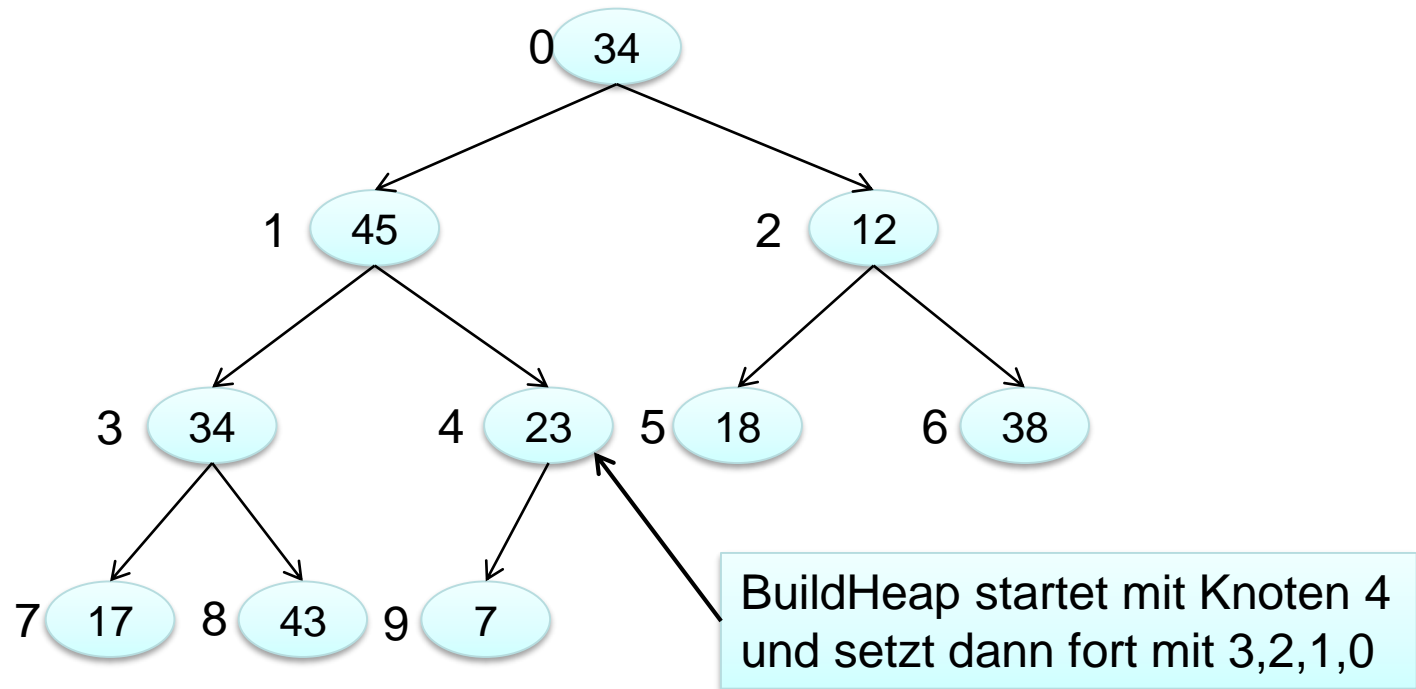 0 34
1 45 2 12
3 34 4 23 5 18 6 38
7 17 8 43 9 7
BuildHeap startet mit Knoten 4
und setzt dann fort mit 3,2,1,0